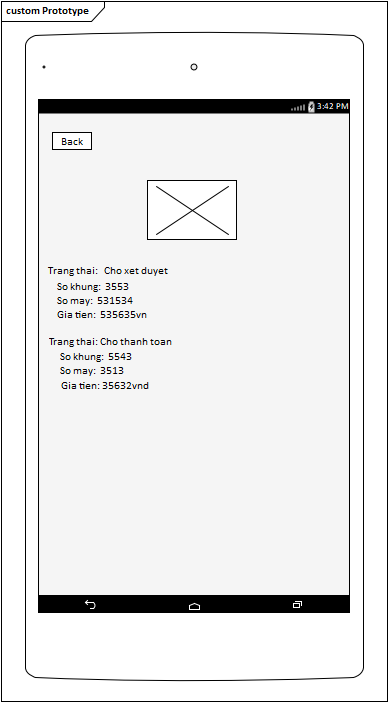 custom Prototype
3:42 PM
Back
Trang thai: Cho xet duyet
So khung: 3553
So may: 531534
Gia tien: 535635vn
Trang thai: Cho thanh toan
So khung: 5543
So may: 3513
Gia tien: 35632vnd